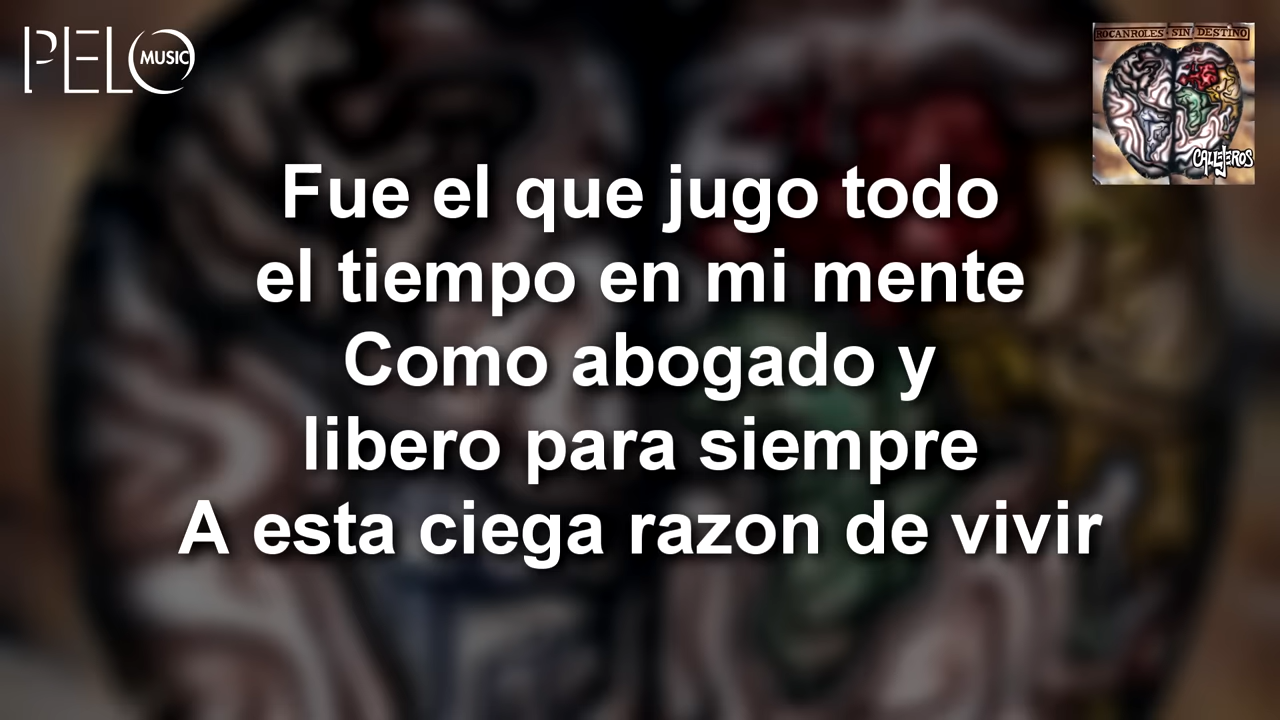 PELO MUSIC
ROCANROLES SIN DESTINO
CALLEJEROS
Fue el que jugo todo
el tiempo en mi mente
Como abogado y
libero para siempre
A esta ciega razon de vivir